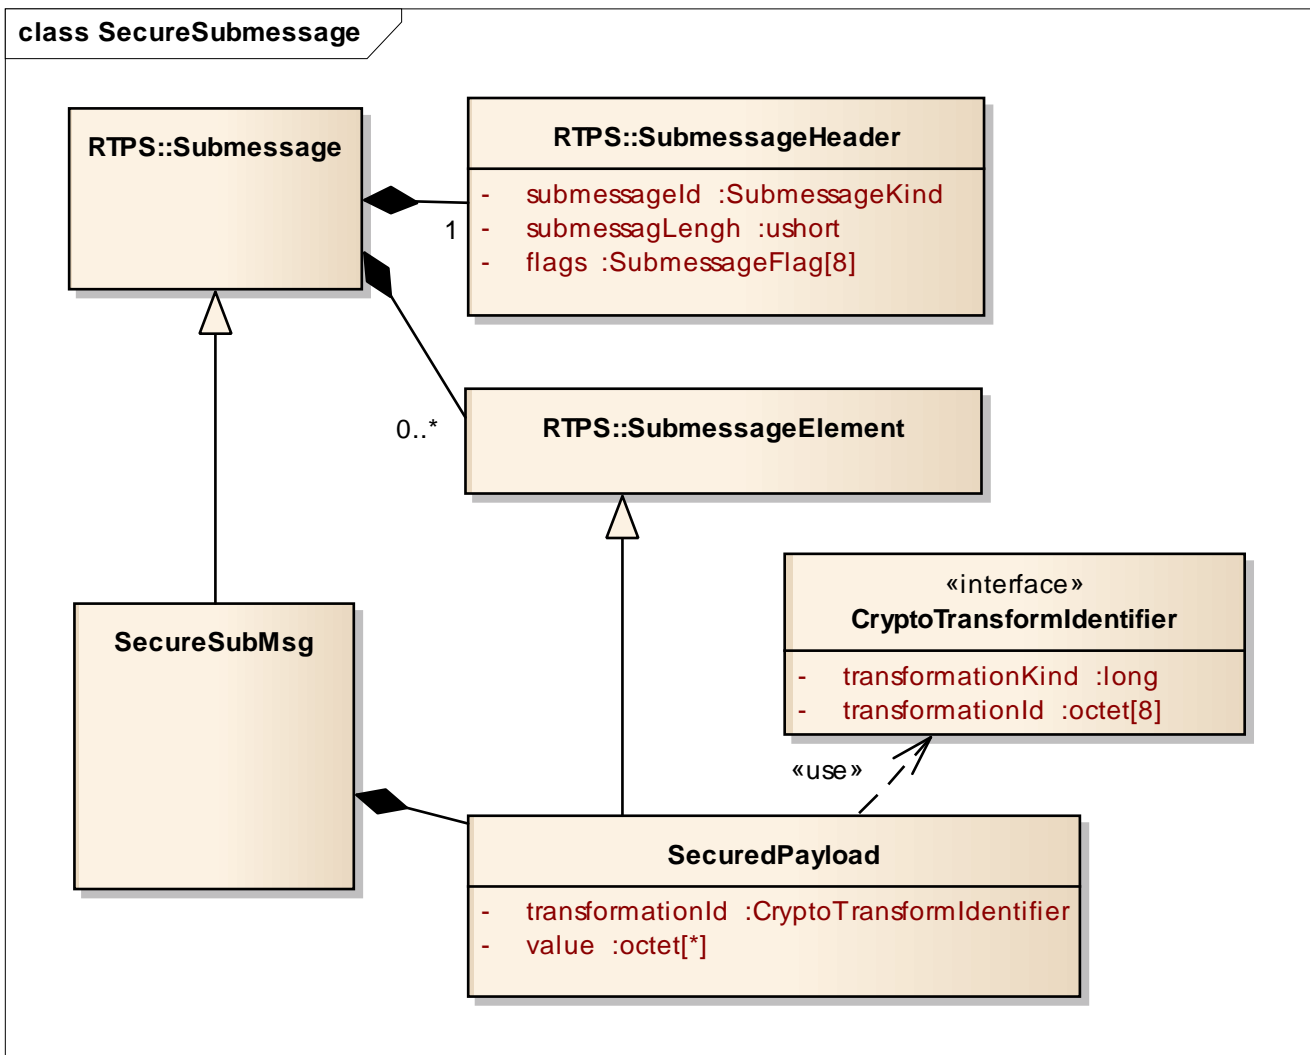 class SecureSubmessage
RTPS::Submessage
RTPS::SubmessageHeader
- submessageId :SubmessageKind
- submessagLengh :ushort
- flags :SubmessageFlag[8]
1
0..*
RTPS::SubmessageElement
«interface»
CryptoTransformIdentifier
- transformationKind :long
- transformationId :octet[8]
SecureSubMsg
«use»
SecuredPayload
- transformationId :CryptoTransformIdentifier
- value :octet[*]